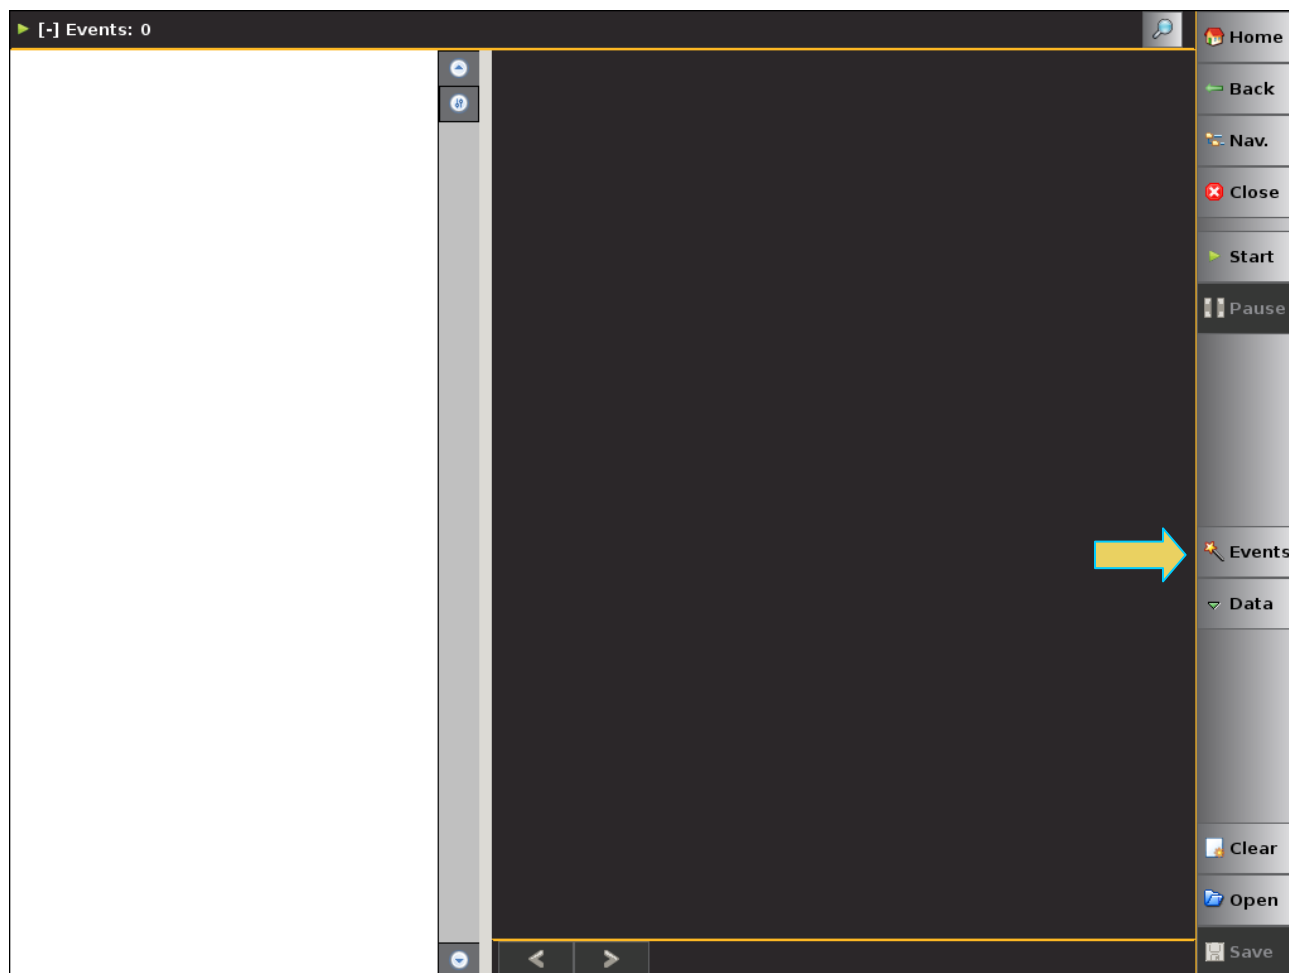 [-] Events: 0
Home
Back
Nav.
Close
Start
Pause
Events
Data
Clear
Open
Save
< >